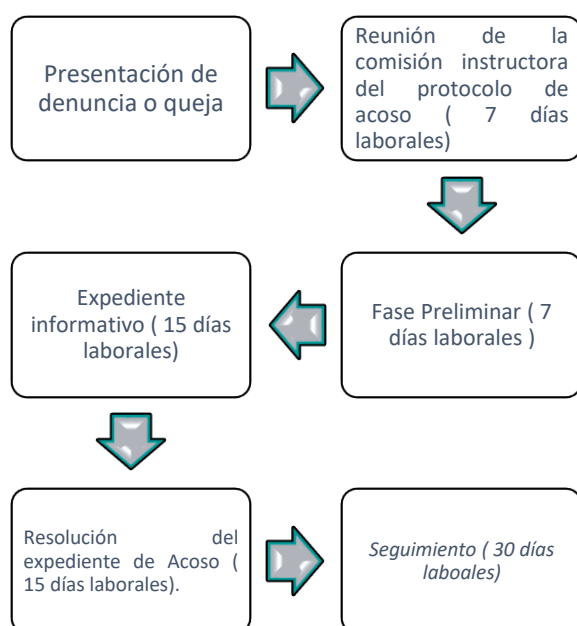 Presentación de
denuncia o queja
Reunión de la
comisión instructora
del protocolo de
acoso ( 7 días
laborales)
Fase Preliminar ( 7
días laborales )
Expediente
informativo ( 15 días
laborales)
Resolución del
expediente de Acoso (
15 días laborales).
Seguimiento ( 30 días
laboales)